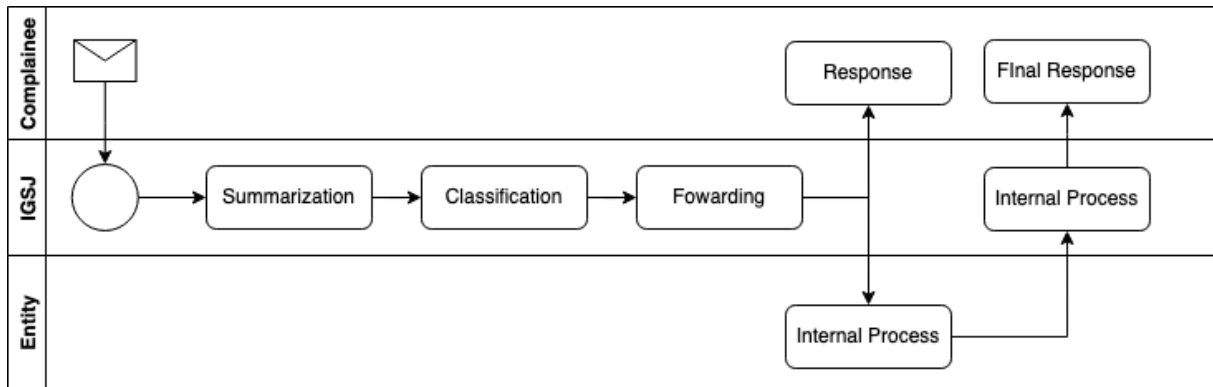 Complainee
Response
FInal Response
IGSJ
Summarization
Classification
Fowarding
Internal Process
Entity
Internal Process